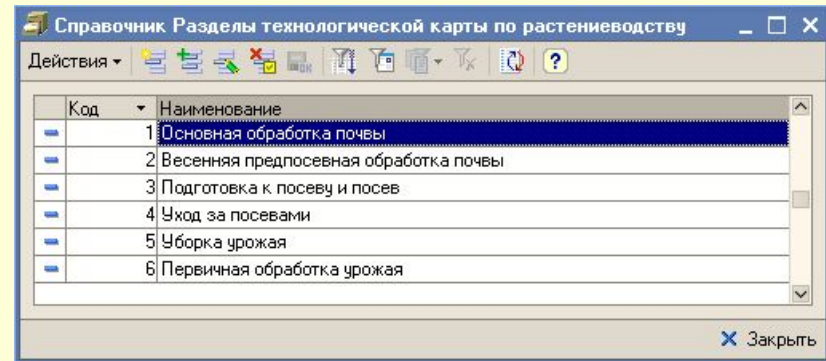 Справочник Разделы технологической карты по растениеводству
Действия
Код Наименование
1 Основная обработка почвы
2 Весенняя предпосевная обработка почвы
3 Подготовка к посеву и посев
4 Уход за посевами
5 Уборка урожая
6 Первичная обработка урожая
Закрыть